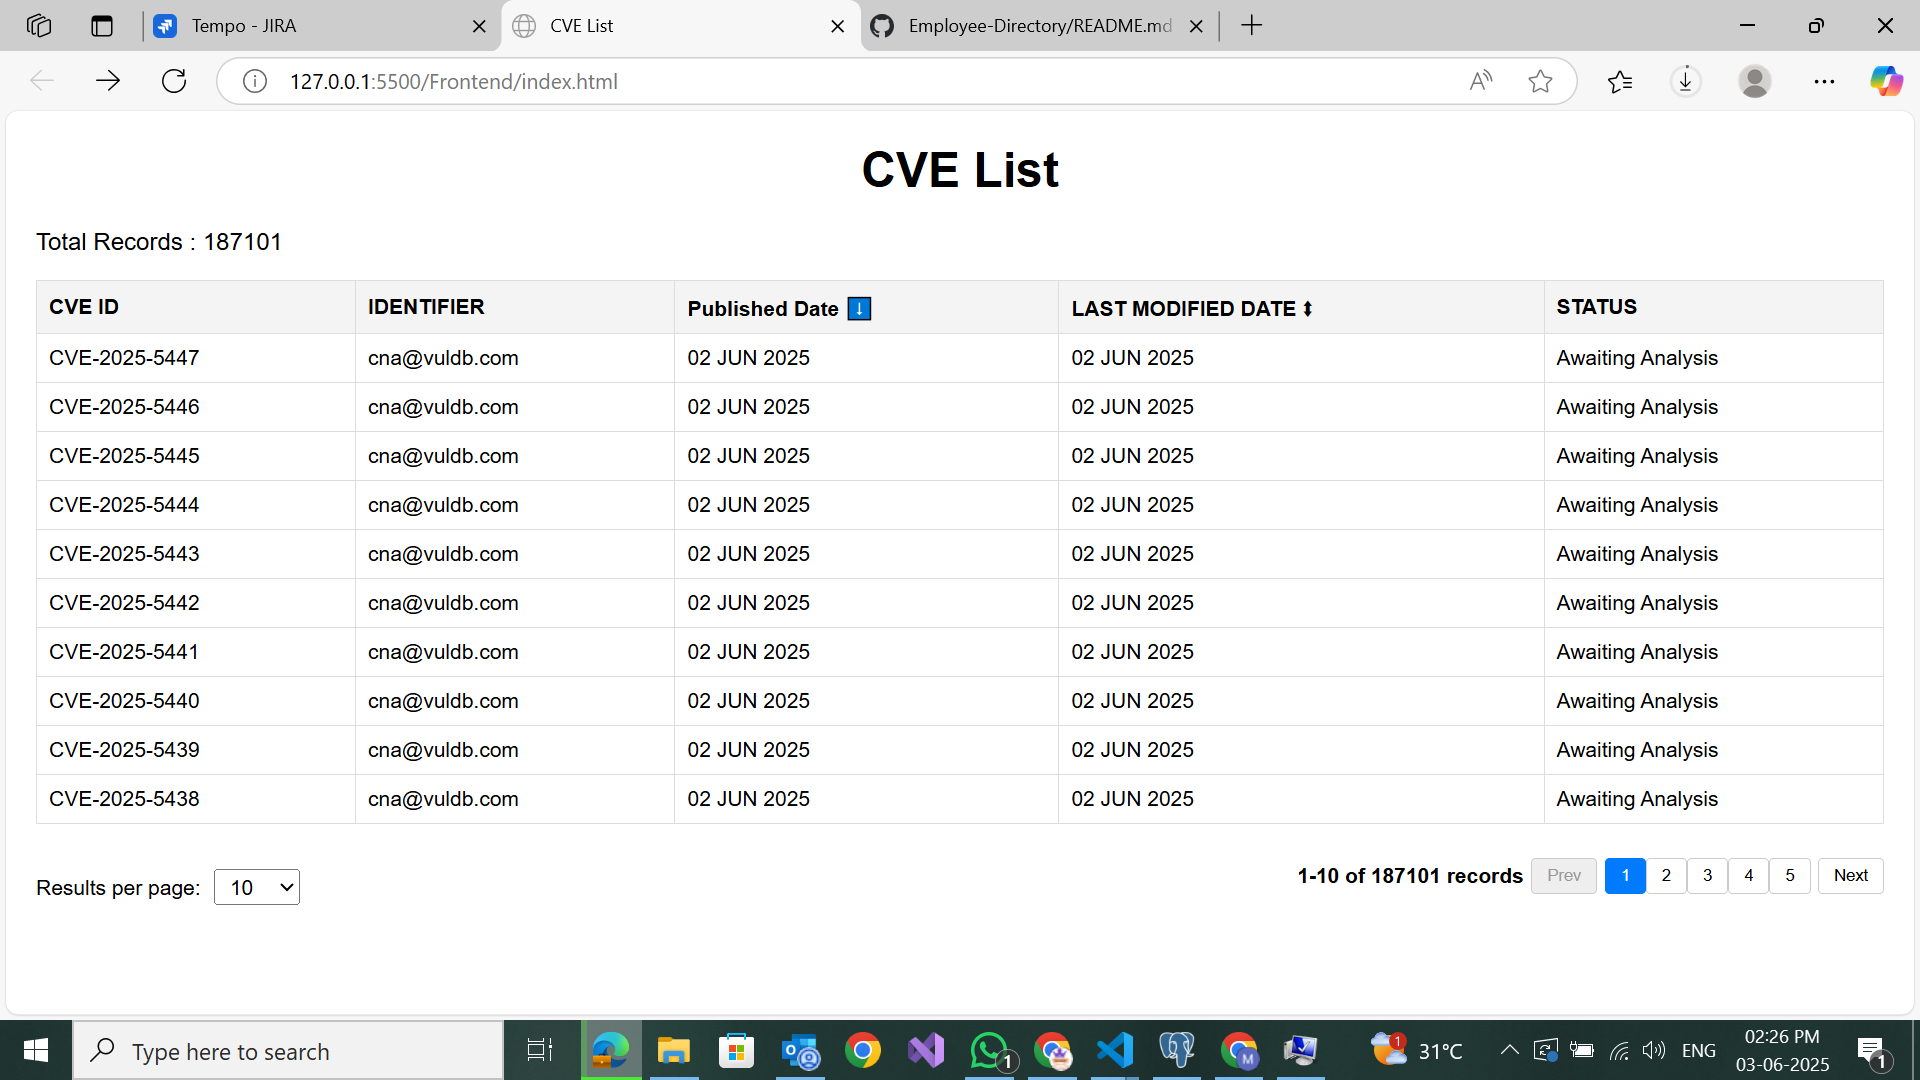 Tempo - JIRA
CVE List
Employee-Directory/README.md
127.0.0.1:5500/Frontend/index.html
CVE List
Total Records : 187101
CVE ID IDENTIFIER Published Date ↓ LAST MODIFIED DATE ⬍ STATUS
CVE-2025-5447 cna@vuldb.com 02 JUN 2025 02 JUN 2025 Awaiting Analysis
CVE-2025-5446 cna@vuldb.com 02 JUN 2025 02 JUN 2025 Awaiting Analysis
CVE-2025-5445 cna@vuldb.com 02 JUN 2025 02 JUN 2025 Awaiting Analysis
CVE-2025-5444 cna@vuldb.com 02 JUN 2025 02 JUN 2025 Awaiting Analysis
CVE-2025-5443 cna@vuldb.com 02 JUN 2025 02 JUN 2025 Awaiting Analysis
CVE-2025-5442 cna@vuldb.com 02 JUN 2025 02 JUN 2025 Awaiting Analysis
CVE-2025-5441 cna@vuldb.com 02 JUN 2025 02 JUN 2025 Awaiting Analysis
CVE-2025-5440 cna@vuldb.com 02 JUN 2025 02 JUN 2025 Awaiting Analysis
CVE-2025-5439 cna@vuldb.com 02 JUN 2025 02 JUN 2025 Awaiting Analysis
CVE-2025-5438 cna@vuldb.com 02 JUN 2025 02 JUN 2025 Awaiting Analysis
Results per page: 10
1-10 of 187101 records Prev 1 2 3 4 5 Next
Type here to search
1
M
1
31°C
ENG
02:26 PM
03-06-2025
1